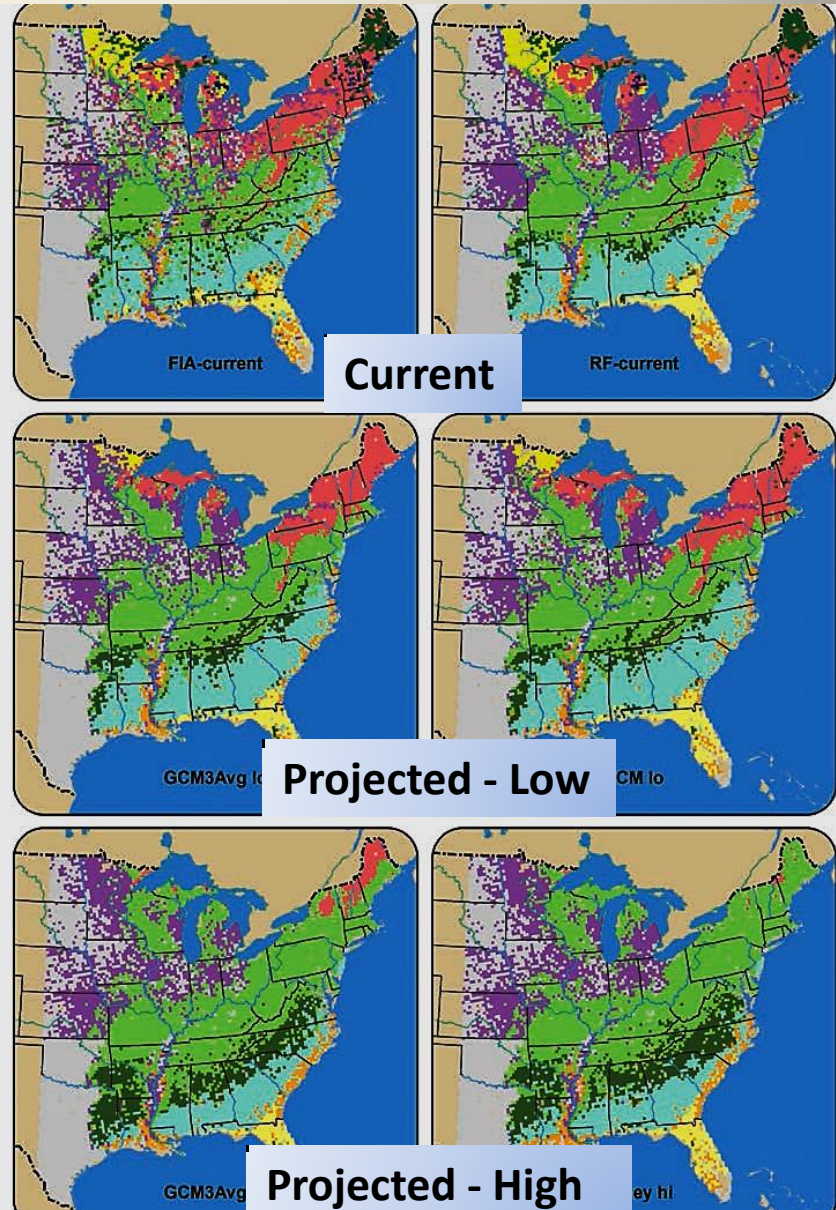 FIA-current
RF-current
Current
GCM3Avg lo
CM lo
Projected - Low
GCM3Avg
ey hi
Projected - High